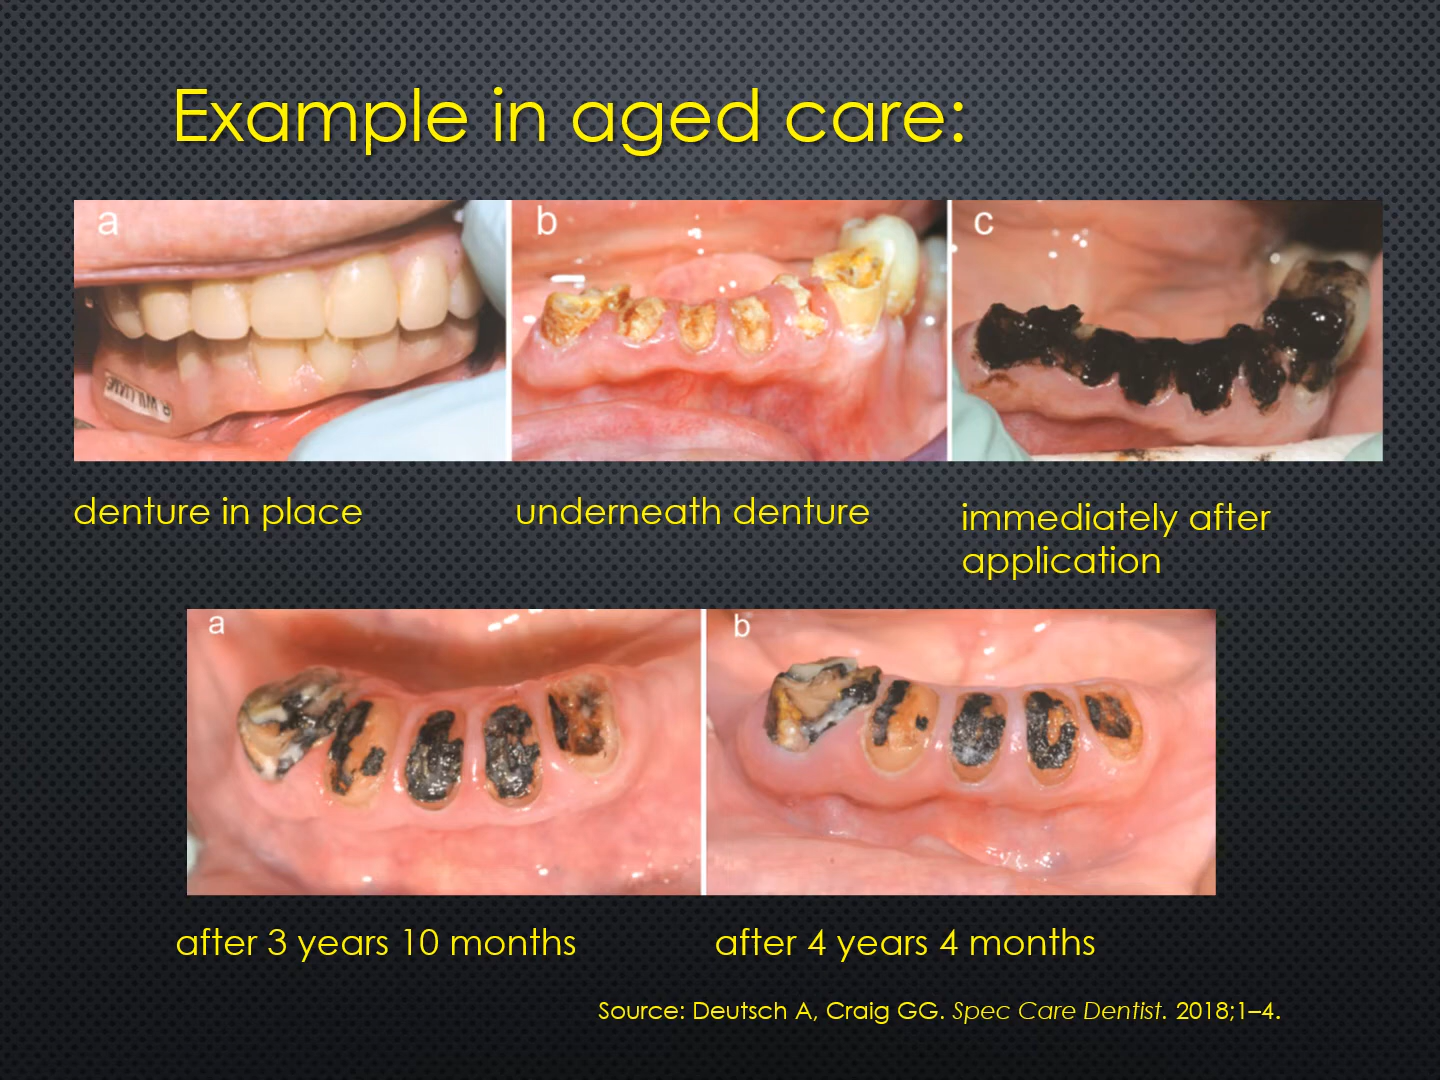 Example in aged care:
a
b
c
denture in place
underneath denture
immediately after
application
a
b
after 3 years 10 months
after 4 years 4 months
Source: Deutsch A, Craig GG. Spec Care Dentist. 2018;1–4.